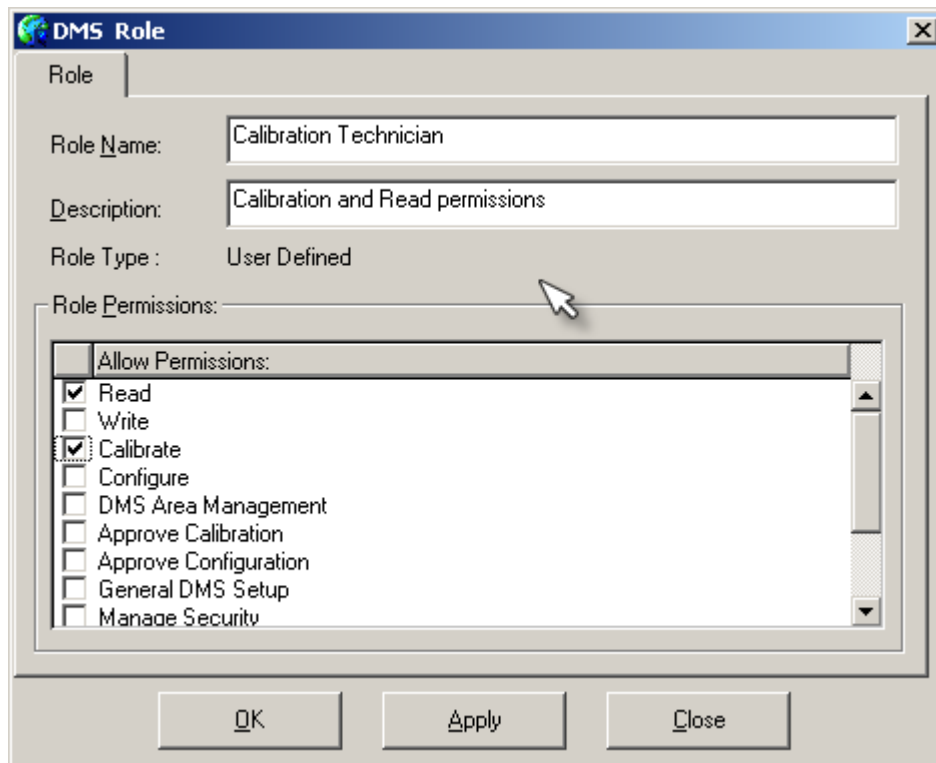 DMS Role
Role
Role Name: Calibration Technician
Description: Calibration and Read permissions
Role Type : User Defined
Role Permissions:
Allow Permissions:
Read
Write
Calibrate
Configure
DMS Area Management
Approve Calibration
Approve Configuration
General DMS Setup
Manage Security
OK Apply Close